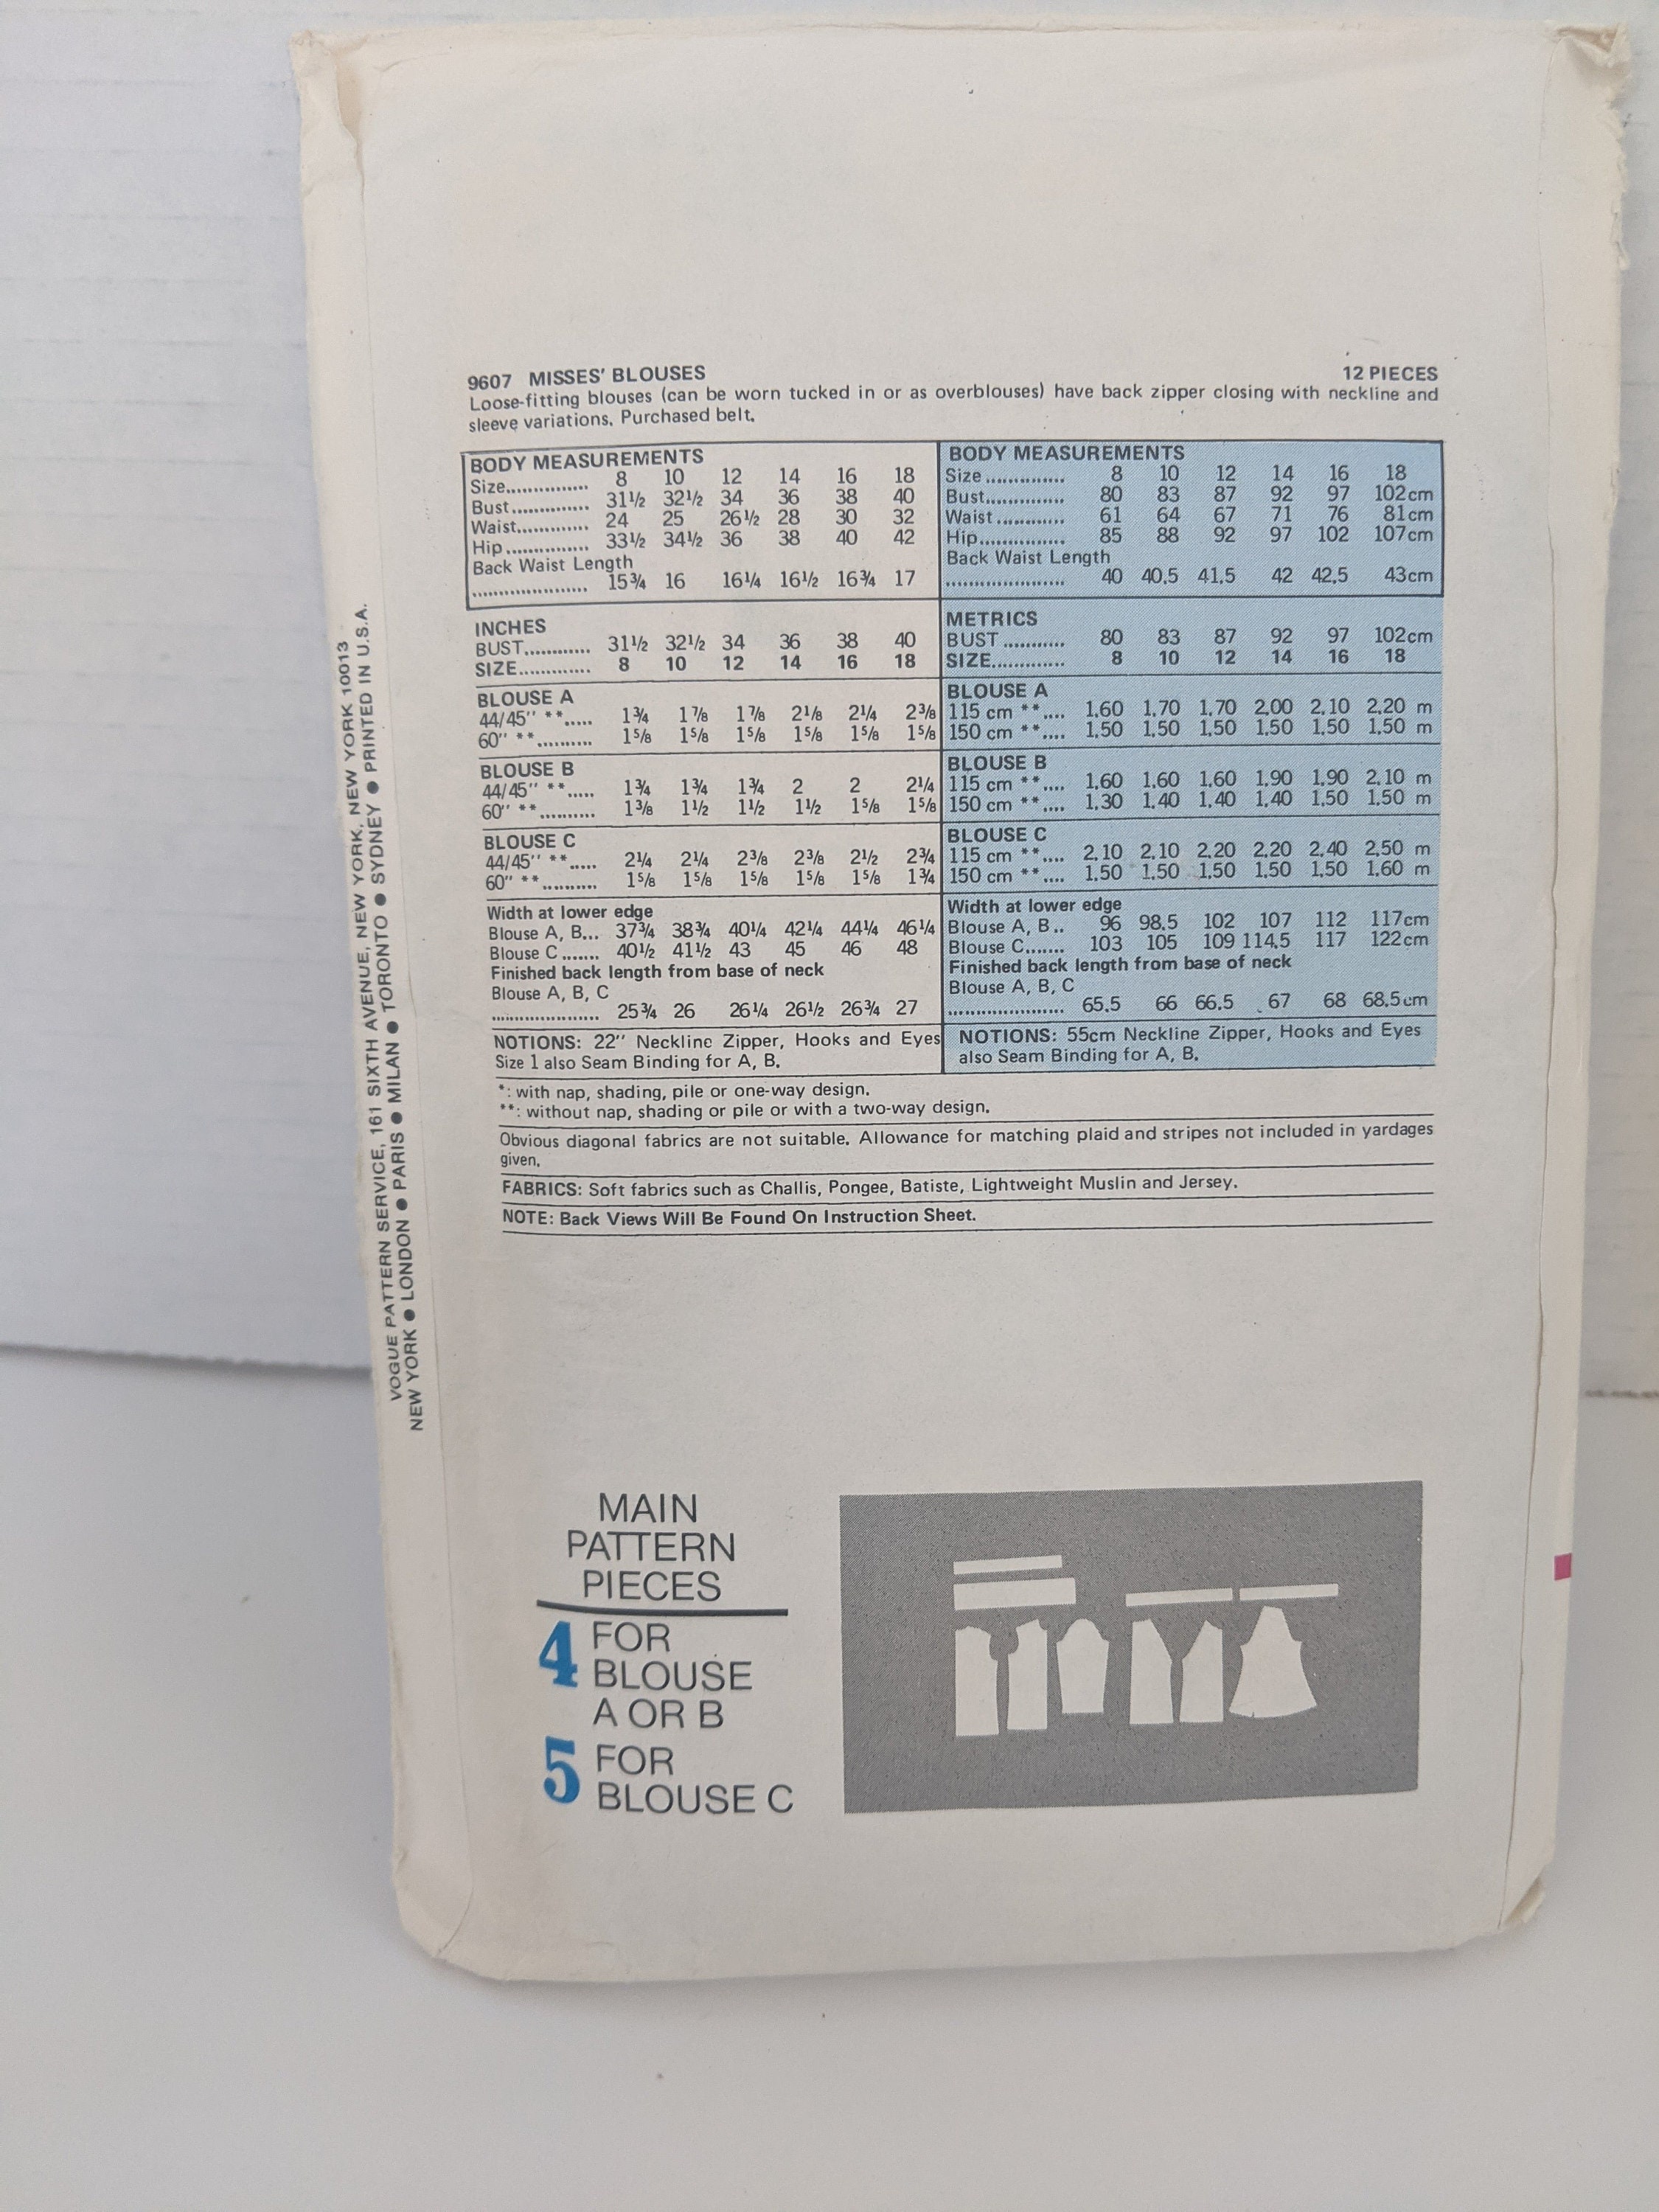 9607 MISSES' BLOUSES 12 PIECES
Loose-fitting blouses (can be worn tucked in or as overblouses) have back zipper closing with neckline and
sleeve variations. Purchased belt.
BODY MEASUREMENTS
Size............... 8 10 12 14 16 18
Bust.............. 31½ 32½ 34 36 38 40
Waist............. 24 25 26½ 28 30 32
Hip................ 33½ 34½ 36 38 40 42
Back Waist Length
...................... 15¾ 16 16¼ 16½ 16¾ 17
INCHES
BUST............ 31½ 32½ 34 36 38 40
SIZE............. 8 10 12 14 16 18
BLOUSE A
44/45'' **..... 1¾ 1⅞ 1⅞ 2⅛ 2¼ 2⅜
60'' **.......... 1⅝ 1⅝ 1⅝ 1⅝ 1⅝ 1⅝
BLOUSE B
44/45'' **..... 1¾ 1¾ 1¾ 2 2 2¼
60'' **.......... 1⅜ 1½ 1½ 1½ 1⅝ 1⅝
BLOUSE C
44/45'' **..... 2¼ 2¼ 2⅜ 2⅜ 2½ 2¾
60'' **.......... 1⅝ 1⅝ 1⅝ 1⅝ 1⅝ 1¾
Width at lower edge
Blouse A, B... 37¾ 38¾ 40¼ 42¼ 44¼ 46¼
Blouse C ....... 40½ 41½ 43 45 46 48
Finished back length from base of neck
Blouse A, B, C
.................... 25¾ 26 26¼ 26½ 26¾ 27
NOTIONS: 22'' Neckline Zipper, Hooks and Eyes
Size 1 also Seam Binding for A, B.
BODY MEASUREMENTS
Size .............. 8 10 12 14 16 18
Bust.............. 80 83 87 92 97 102cm
Waist ............ 61 64 67 71 76 81cm
Hip............... 85 88 92 97 102 107cm
Back Waist Length
..................... 40 40.5 41.5 42 42.5 43cm
METRICS
BUST ........... 80 83 87 92 97 102cm
SIZE............. 8 10 12 14 16 18
BLOUSE A
115 cm **.... 1.60 1.70 1.70 2.00 2.10 2.20 m
150 cm **.... 1.50 1.50 1.50 1.50 1.50 1.50 m
BLOUSE B
115 cm **.... 1.60 1.60 1.60 1.90 1.90 2.10 m
150 cm **.... 1.30 1.40 1.40 1.40 1.50 1.50 m
BLOUSE C
115 cm **.... 2.10 2.10 2.20 2.20 2.40 2.50 m
150 cm **.... 1.50 1.50 1.50 1.50 1.50 1.60 m
Width at lower edge
Blouse A, B.. 96 98.5 102 107 112 117cm
Blouse C....... 103 105 109 114.5 117 122cm
Finished back length from base of neck
Blouse A, B, C
..................... 65.5 66 66.5 67 68 68.5cm
NOTIONS: 55cm Neckline Zipper, Hooks and Eyes
also Seam Binding for A, B.
*: with nap, shading, pile or one-way design.
**: without nap, shading or pile or with a two-way design.
Obvious diagonal fabrics are not suitable. Allowance for matching plaid and stripes not included in yardages
given.
FABRICS: Soft fabrics such as Challis, Pongee, Batiste, Lightweight Muslin and Jersey.
NOTE: Back Views Will Be Found On Instruction Sheet.
VOGUE PATTERN SERVICE, 161 SIXTH AVENUE, NEW YORK, NEW YORK 10013
NEW YORK ● LONDON ● PARIS ● MILAN ● TORONTO ● SYDNEY ● PRINTED IN U.S.A.
MAIN
PATTERN
PIECES
4 FOR
BLOUSE
A OR B
5 FOR
BLOUSE C